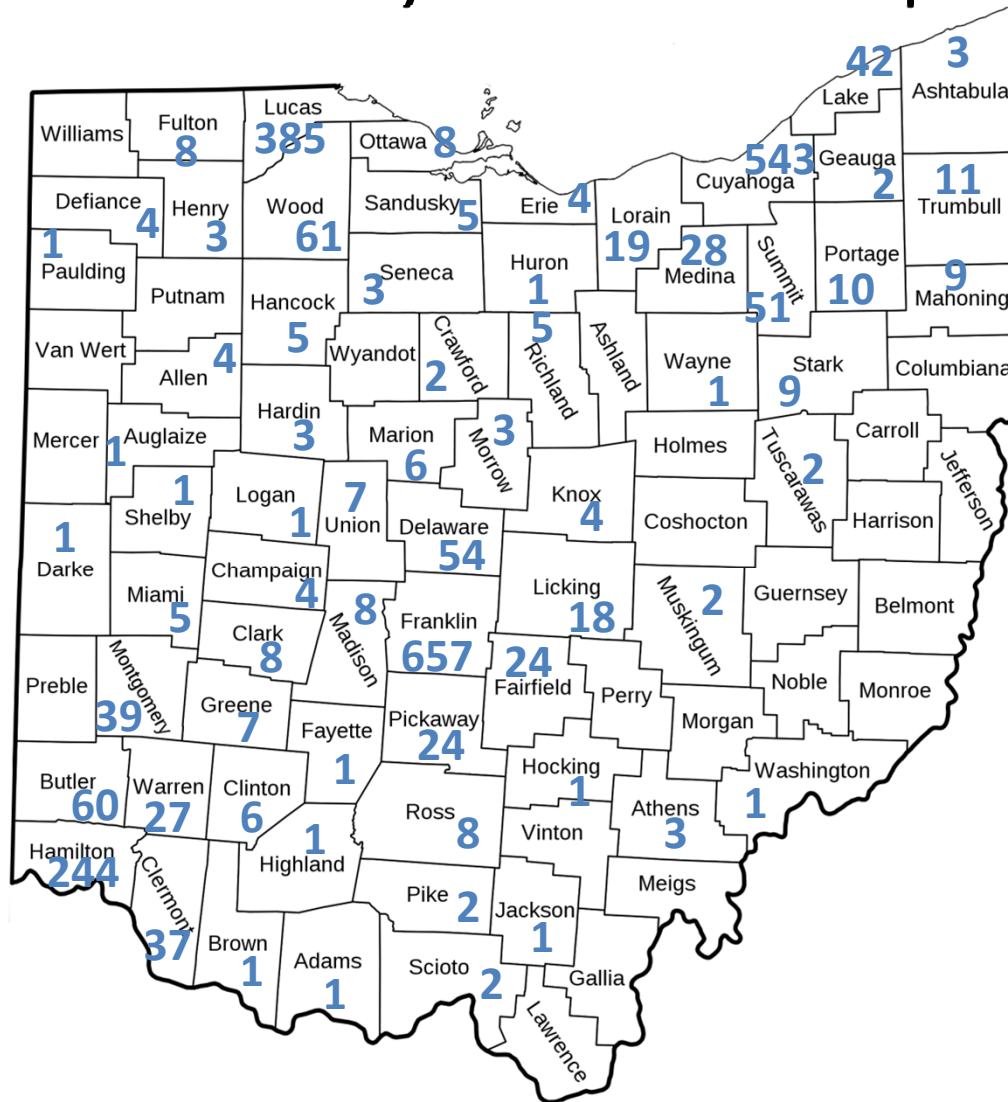 42
3
Lake
Ashtabula
Lucas
385
Williams
Fulton
8
Ottawa 8
543
Cuyahoga
Geauga
2
11
Trumbull
Defiance
4
Henry
3
Wood
61
Sandusky
5
Erie 4
Lorain
19
28
Medina
Summit
51
Portage
10
9
Mahoning
1
Paulding
Putnam
Hancock
5
Seneca
3
Huron
1
Van Wert
Allen
4
Wyandot
Crawford
2
5
Richland
Ashland
Wayne
1
Stark
9
Columbiana
Mercer
Auglaize
1
Hardin
3
Marion
6
3
Morrow
Holmes
Tuscarawas
2
Carroll
Jefferson
1
Shelby
Logan
1
7
Union
Delaware
54
Knox
4
Coshocton
Harrison
1
Darke
Miami
5
Champaign
4
8
Madison
Franklin
657
Licking
18
Muskingum
2
Guernsey
Belmont
Clark
8
Preble
Montgomery
39
Greene
7
Fayette
1
Pickaway
24
24
Fairfield
Perry
Morgan
Noble
Monroe
Butler
60
Warren
27
Clinton
6
Ross
8
Hocking
1
Athens
3
Washington
1
Hamilton
244
Clermont
37
1
Highland
Vinton
Pike
2
Jackson
1
Meigs
Brown
1
Adams
1
Scioto
2
Gallia
Lawrence